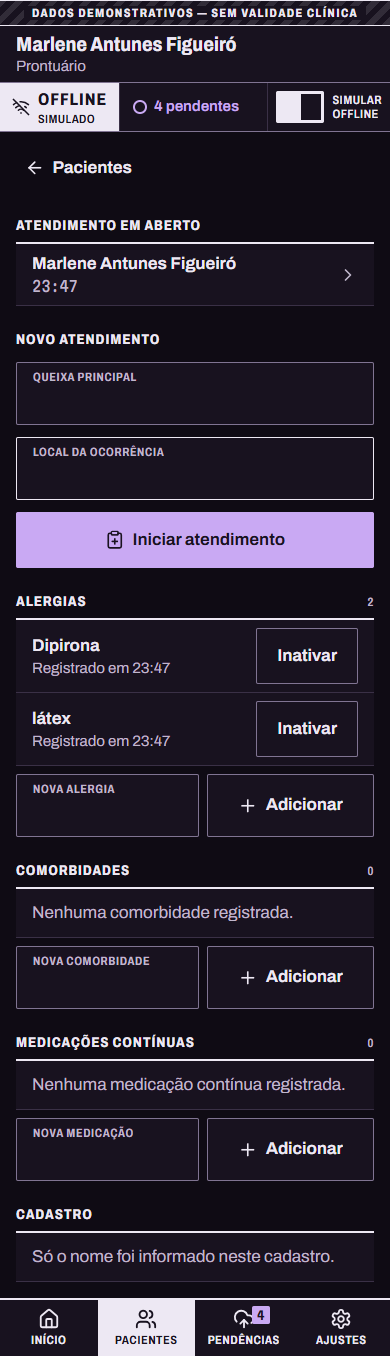 DADOS DEMONSTRATIVOS — SEM VALIDADE CLÍNICA
Marlene Antunes Figueiró
Prontuário
OFFLINE
SIMULADO
4 pendentes
SIMULAR
OFFLINE
Pacientes
ATENDIMENTO EM ABERTO
Marlene Antunes Figueiró
23:47
NOVO ATENDIMENTO
QUEIXA PRINCIPAL
LOCAL DA OCORRÊNCIA
Iniciar atendimento
ALERGIAS 2
Dipirona
Registrado em 23:47
Inativar
látex
Registrado em 23:47
Inativar
NOVA ALERGIA
Adicionar
COMORBIDADES 0
Nenhuma comorbidade registrada.
NOVA COMORBIDADE
Adicionar
MEDICAÇÕES CONTÍNUAS 0
Nenhuma medicação contínua registrada.
NOVA MEDICAÇÃO
Adicionar
CADASTRO
Só o nome foi informado neste cadastro.
INÍCIO
PACIENTES
4
PENDÊNCIAS
AJUSTES